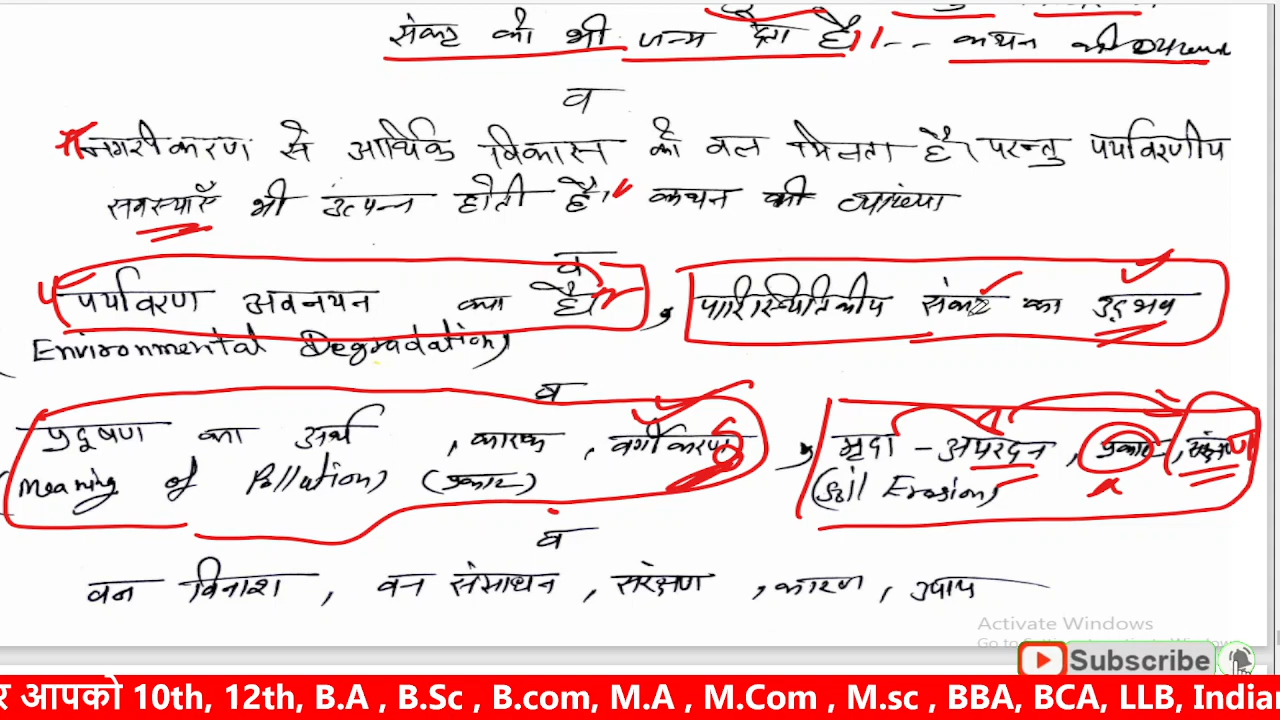 संकट को भी जन्म देता है। -- कथन की व्याख्या
व
नगरीकरण से आर्थिक विकास को बल मिलता है। परन्तु पर्यावरणीय
समस्याएँ भी उत्पन्न होती है। कथन की व्याख्या
व
पर्यावरण अवनयन क्या है। , पारिस्थितिकीय संकट का उद्भव
(Environmental Degradation)
व
प्रदूषण का अर्थ , कारक , वर्गीकरण , मृदा - अपरदन , प्रकार , संरक्षण
(Meaning of Pollution) (प्रकार) (Soil Erosion)
व
वन विनाश , वन संसाधन , संरक्षण , कारण , उपाय
Activate Windows
Subscribe
र आपको 10th, 12th, B.A , B.Sc , B.com, M.A , M.Com , M.sc , BBA, BCA, LLB, India